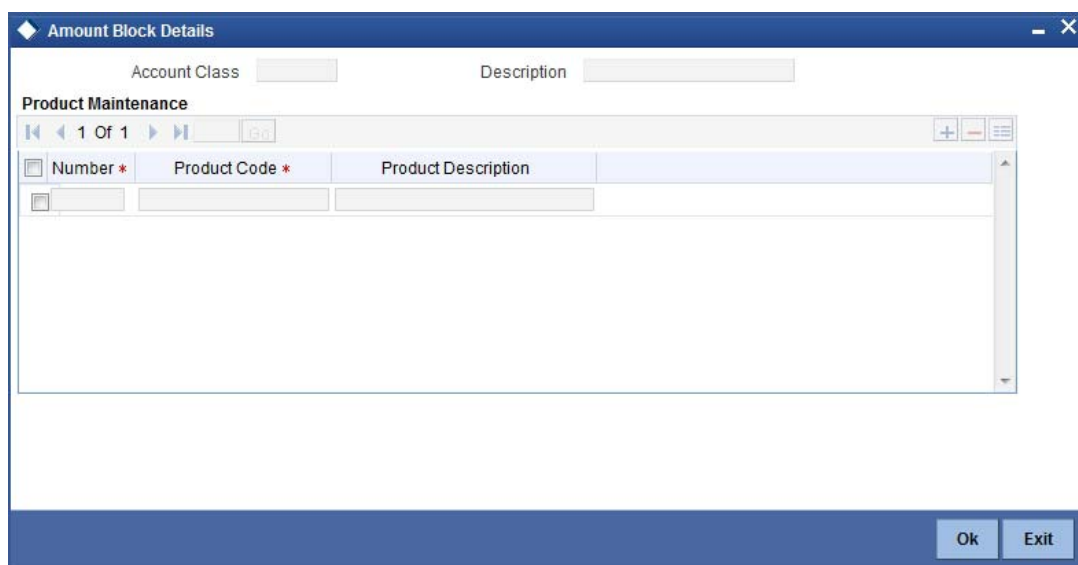 Amount Block Details
Account Class Description
Product Maintenance
1 Of 1 Go
Number * Product Code * Product Description
Ok Exit